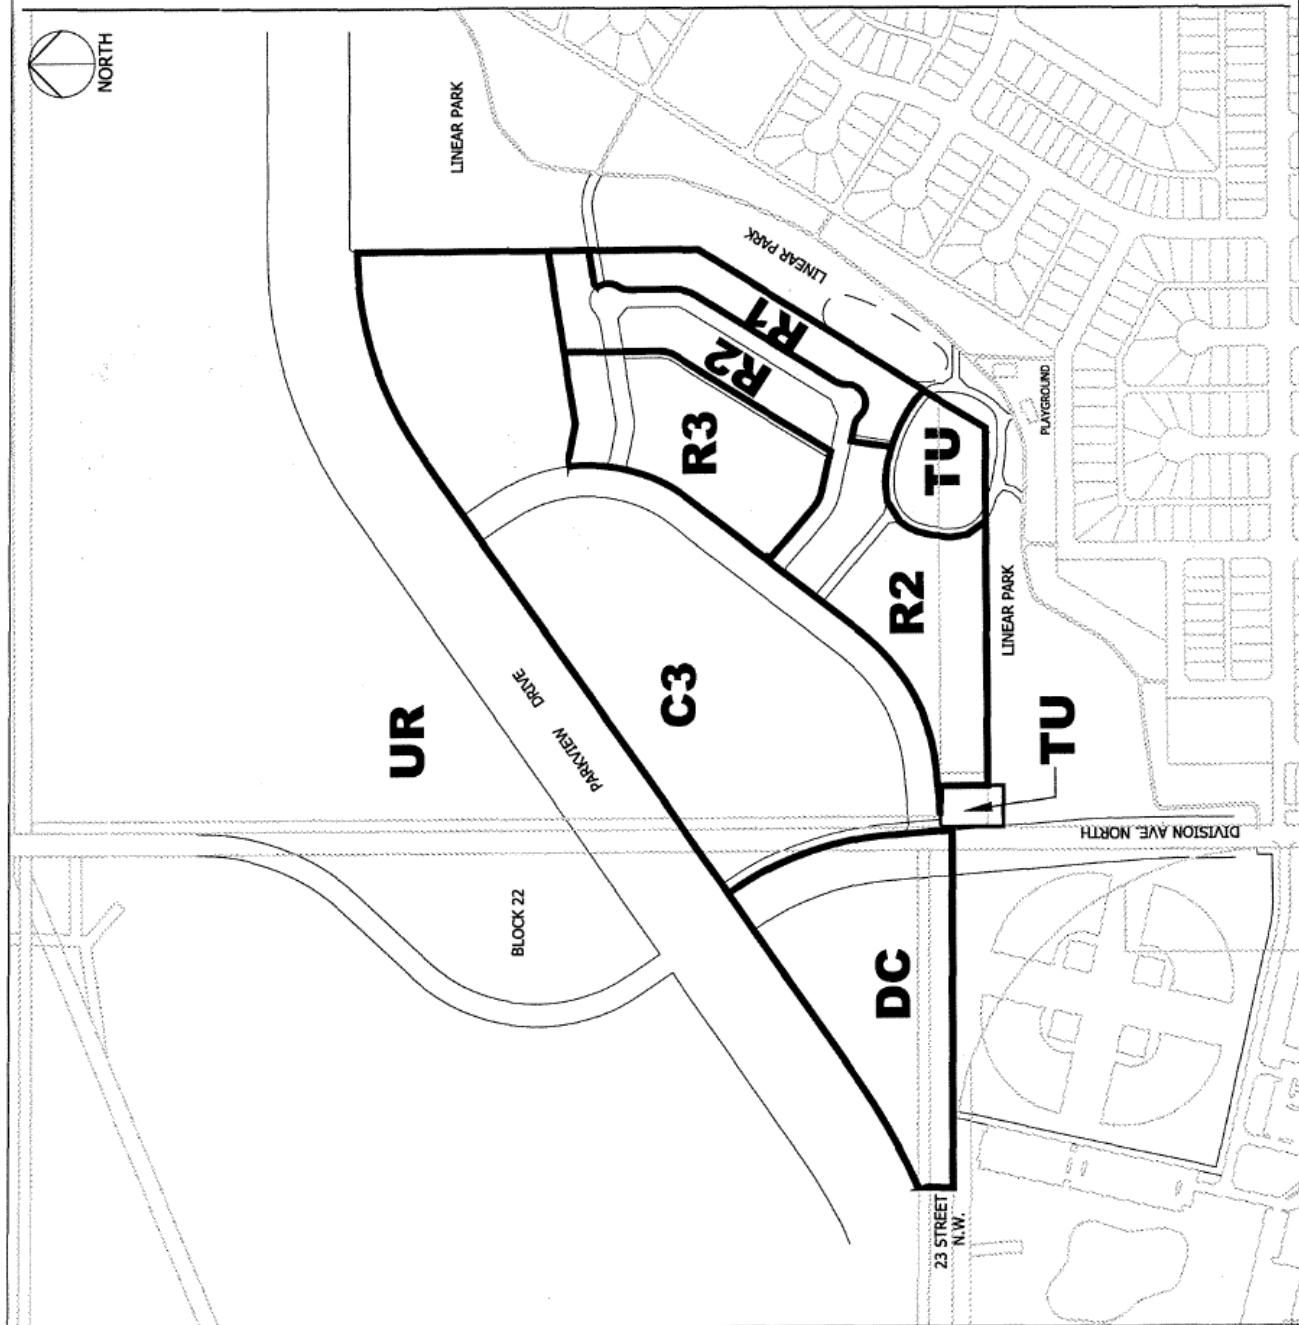 NORTH
LINEAR PARK
LINEAR PARK
R1
R2
R3
TU
PLAYGROUND
R2
LINEAR PARK
C3
PARKVIEW DRIVE
UR
TU
DIVISION AVE. NORTH
BLOCK 22
DC
23 STREET
N.W.